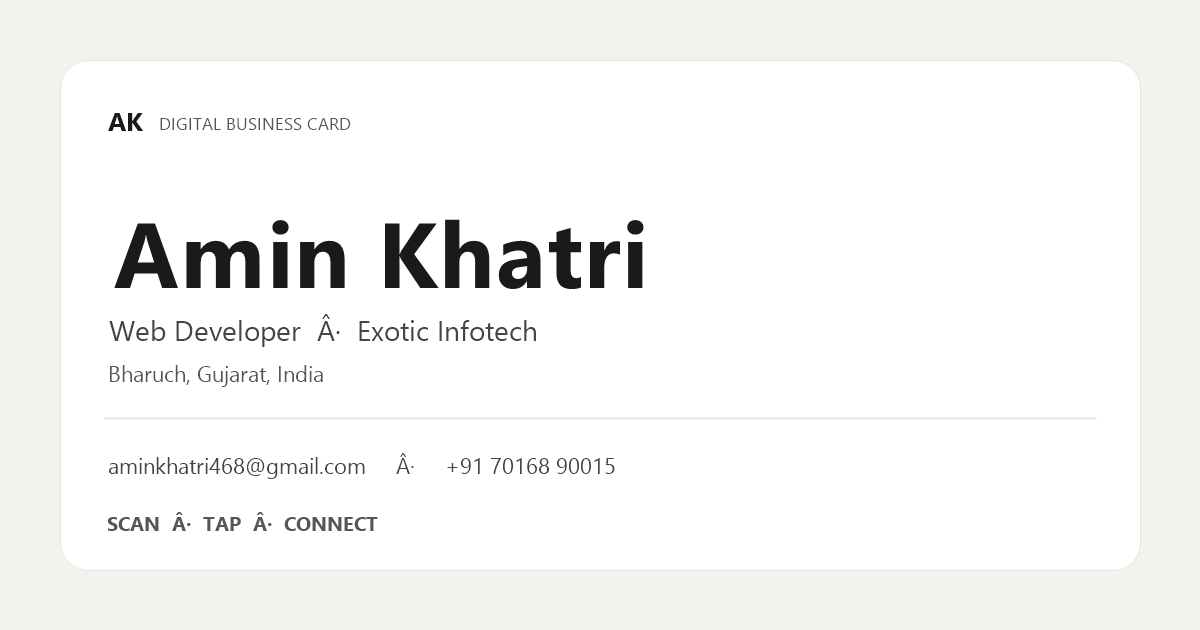 AK DIGITAL BUSINESS CARD
Amin Khatri
Web Developer Â· Exotic Infotech
Bharuch, Gujarat, India
aminkhatri468@gmail.com Â· +91 70168 90015
SCAN Â· TAP Â· CONNECT